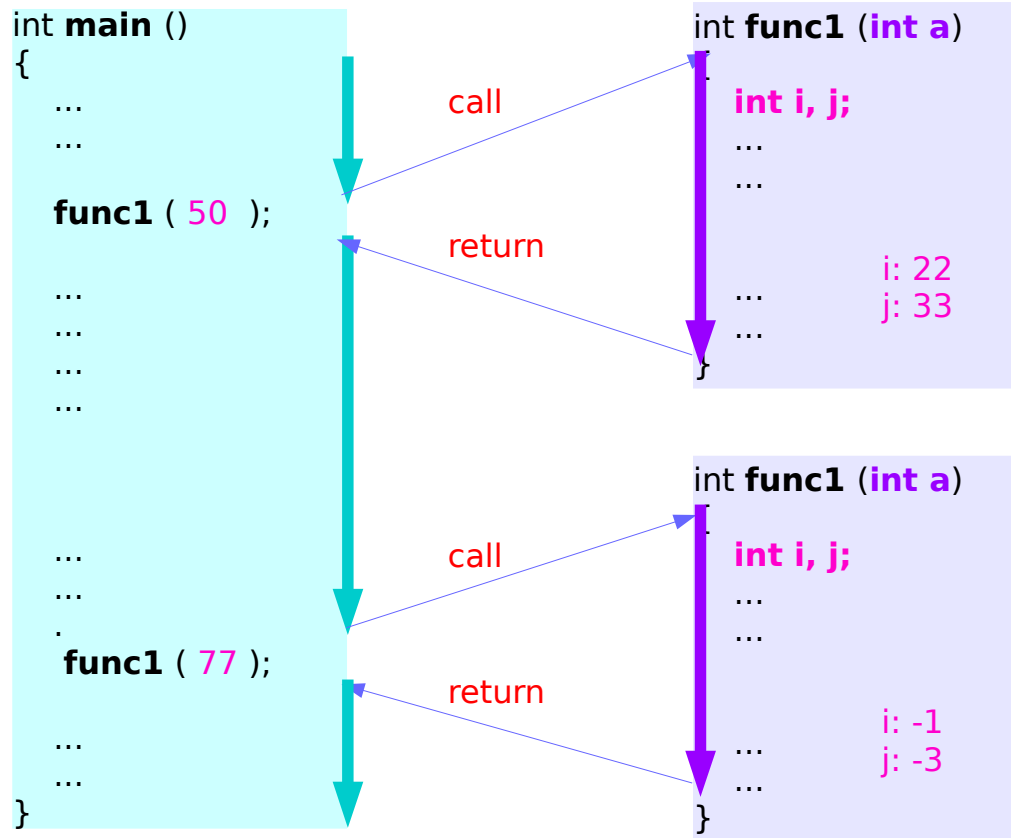 int main ()
{
...
...
func1 ( 50 );
...
...
...
...
...
...
.
func1 ( 77 );
...
...
}
call
return
call
return
int func1 (int a)
{
int i, j;
...
...
i: 22
j: 33
...
...
}
int func1 (int a)
{
int i, j;
...
...
i: -1
j: -3
...
...
}